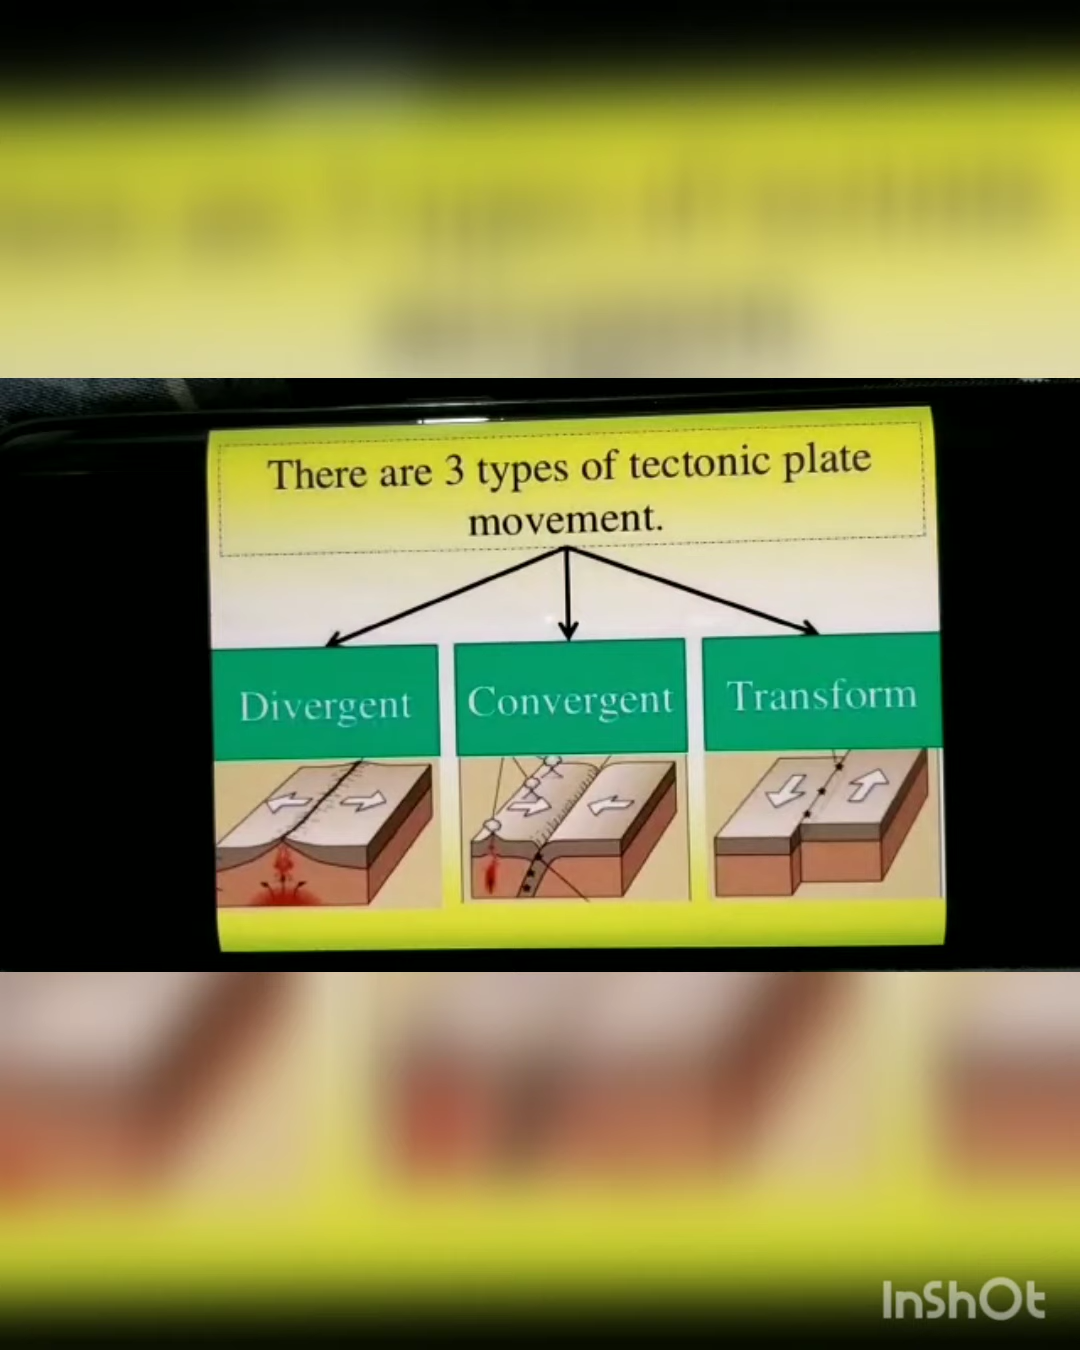 There are 3 types of tectonic plate
movement.
Divergent
Convergent
Transform
InShOt